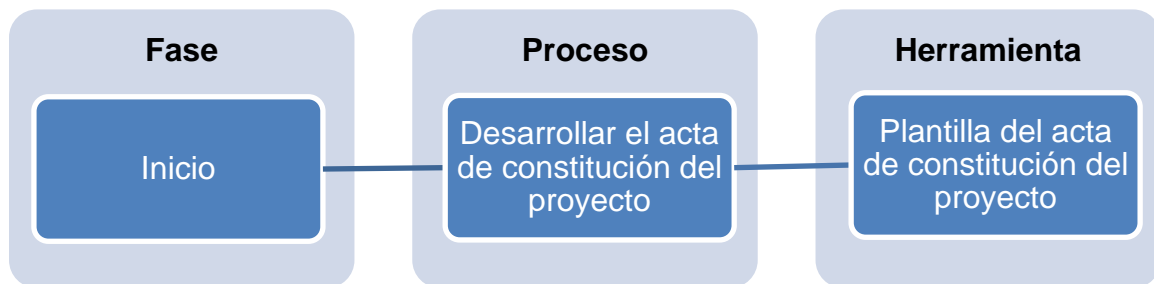 Fase
Inicio
Proceso
Desarrollar el acta
de constitución del
proyecto
Herramienta
Plantilla del acta
de constitución del
proyecto